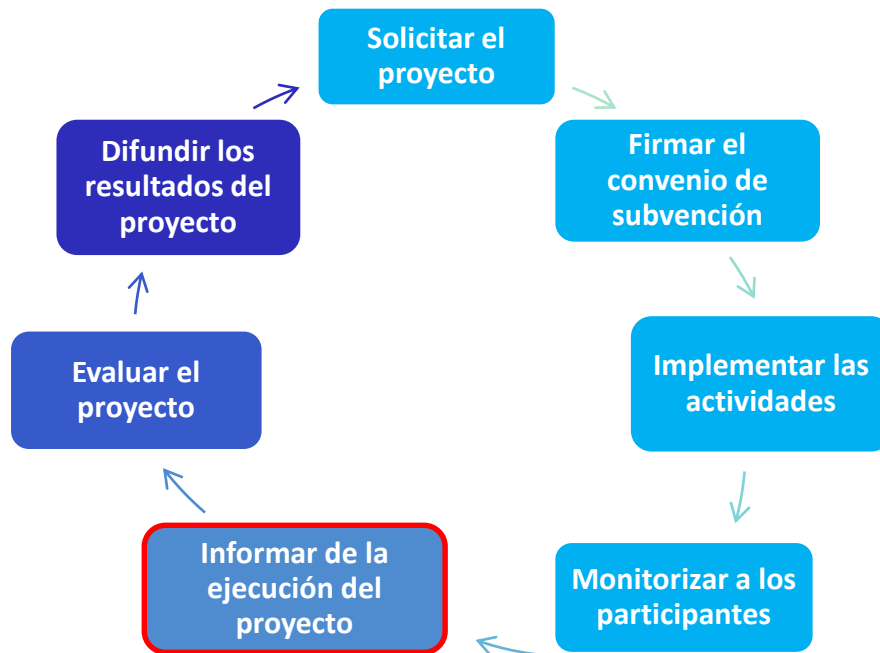 Solicitar el
proyecto
Firmar el
convenio de
subvención
Implementar las
actividades
Monitorizar a los
participantes
Informar de la
ejecución del
proyecto
Evaluar el
proyecto
Difundir los
resultados del
proyecto